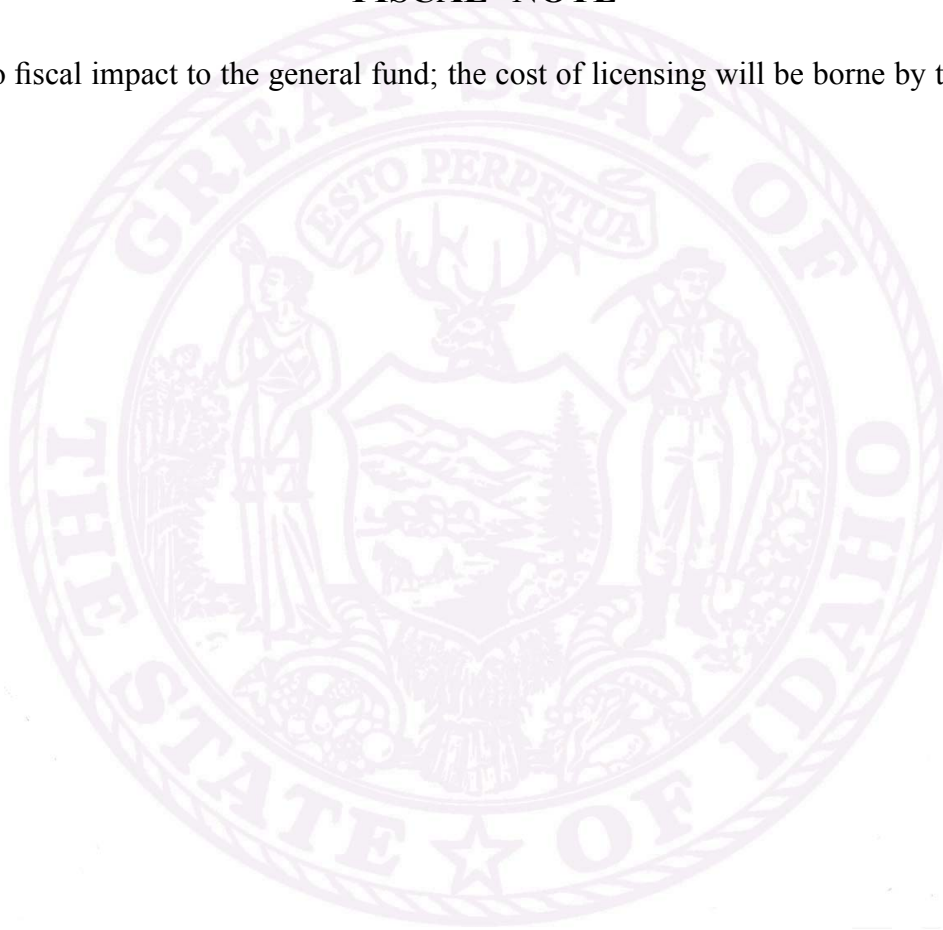 FISCAL NOTE
fiscal impact to the general fund; the cost of licensing will be borne by
GREAT SEAL OF
ESTO PERPETUA
THE STATE OF IDAHO